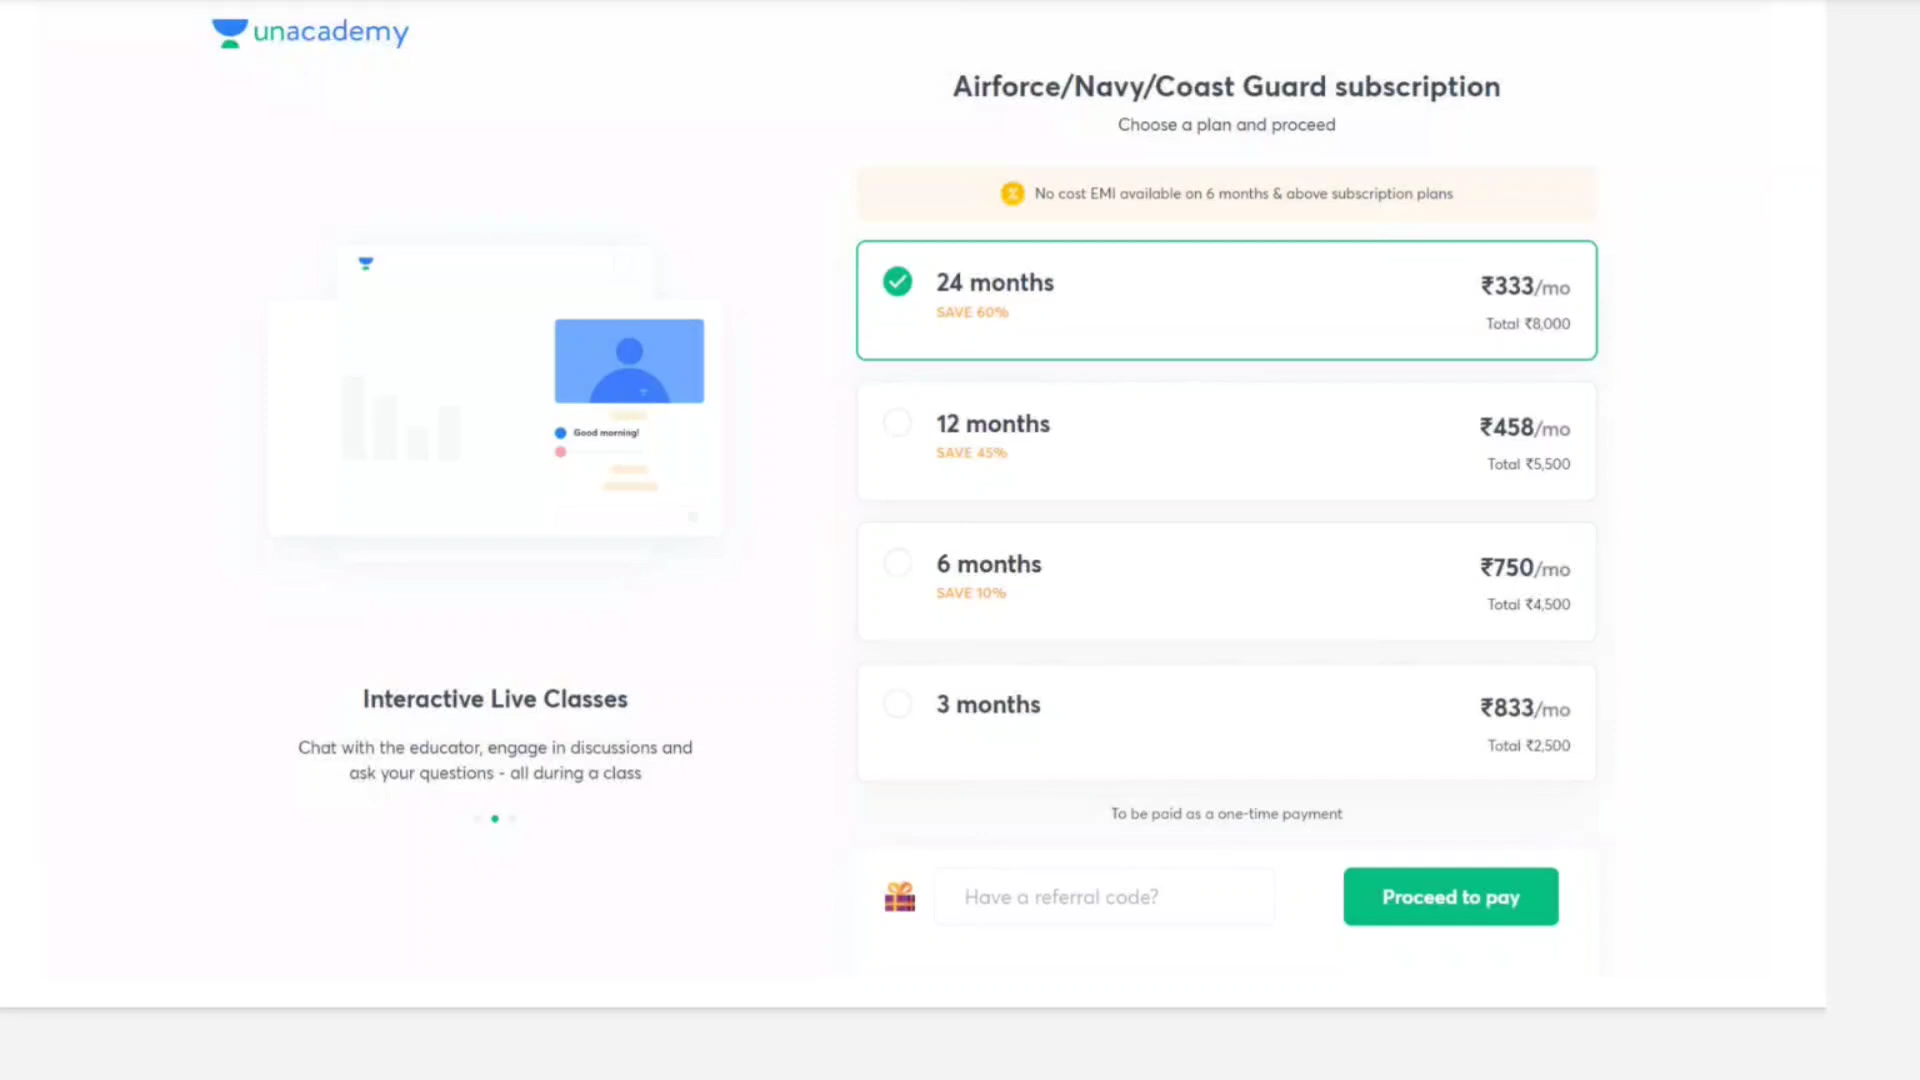 unacademy
Airforce/Navy/Coast Guard subscription
Choose a plan and proceed
No cost EMI available on 6 months & above subscription plans
24 months
SAVE 60%
₹333/mo
Total ₹8,000
12 months
SAVE 45%
₹458/mo
Total ₹5,500
6 months
SAVE 10%
₹750/mo
Total ₹4,500
3 months
₹833/mo
Total ₹2,500
To be paid as a one-time payment
Have a referral code?
Proceed to pay
Good morning!
Interactive Live Classes
Chat with the educator, engage in discussions and
ask your questions - all during a class